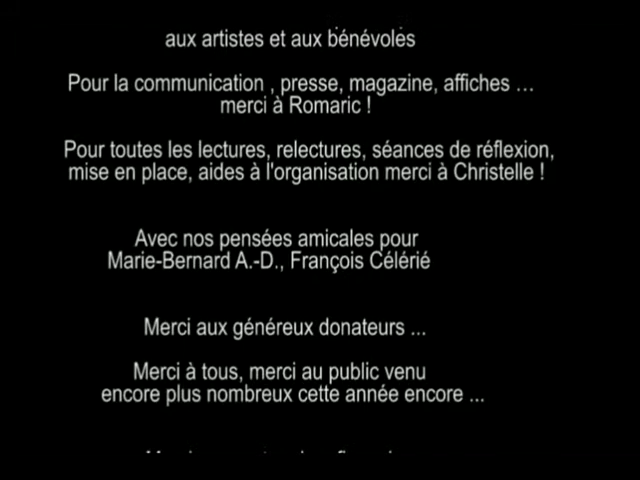 aux artistes et aux bénévoles
Pour la communication , presse, magazine, affiches ...
merci à Romaric !
Pour toutes les lectures, relectures, séances de réflexion,
mise en place, aides à l'organisation merci à Christelle !
Avec nos pensées amicales pour
Marie-Bernard A.-D., François Célérié
Merci aux généreux donateurs ...
Merci à tous, merci au public venu
encore plus nombreux cette année encore ...